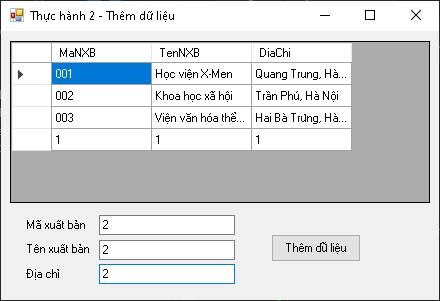 Thực hành 2 - Thêm dữ liệu
MaNXB TenNXB DiaChi
001 Học viện X-Men Quang Trung, Hà...
002 Khoa học xã hội Trần Phú, Hà Nội
003 Viện văn hóa thể... Hai Bà Trưng, Hà...
1 1 1
Mã xuất bản 2
Tên xuất bản 2
Thêm dữ liệu
Địa chỉ 2